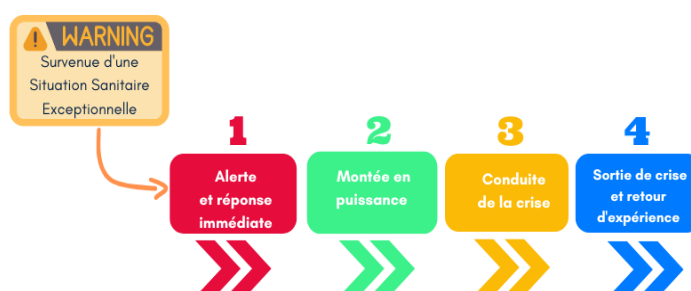 WARNING
Survenue d'une
Situation Sanitaire
Exceptionnelle
1
Alerte
et réponse
immédiate
2
Montée en
puissance
3
Conduite
de la crise
4
Sortie de crise
et retour
d'expérience